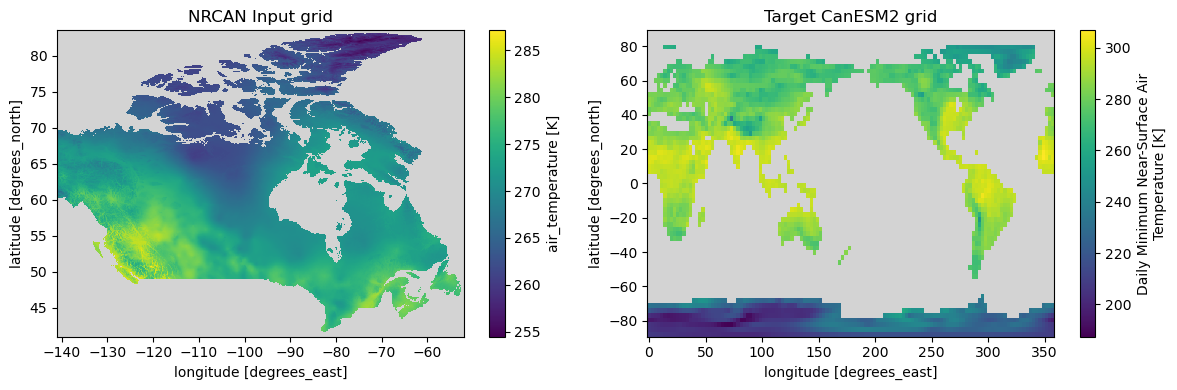 NRCAN Input grid
85
80
75
70
65
60
55
50
45
latitude [degrees_north]
−140 −130 −120 −110 −100 −90 −80 −70 −60
longitude [degrees_east]
285
280
275
270
265
260
255
air_temperature [K]
Target CanESM2 grid
80
60
40
20
0
−20
−40
−60
−80
latitude [degrees_north]
0 50 100 150 200 250 300 350
longitude [degrees_east]
300
280
260
240
220
200
Daily Minimum Near-Surface Air
Temperature [K]